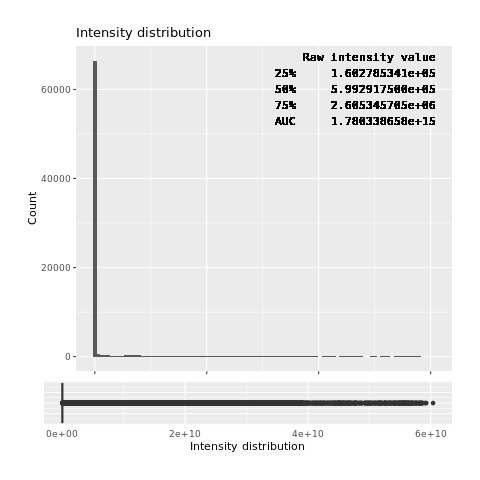 Intensity distribution
Raw intensity value
25% 1.602785341e+05
50% 5.992917500e+05
75% 2.605345705e+06
AUC 1.780338658e+15
60000
40000
20000
0
Count
0e+00 2e+10 4e+10 6e+10
Intensity distribution